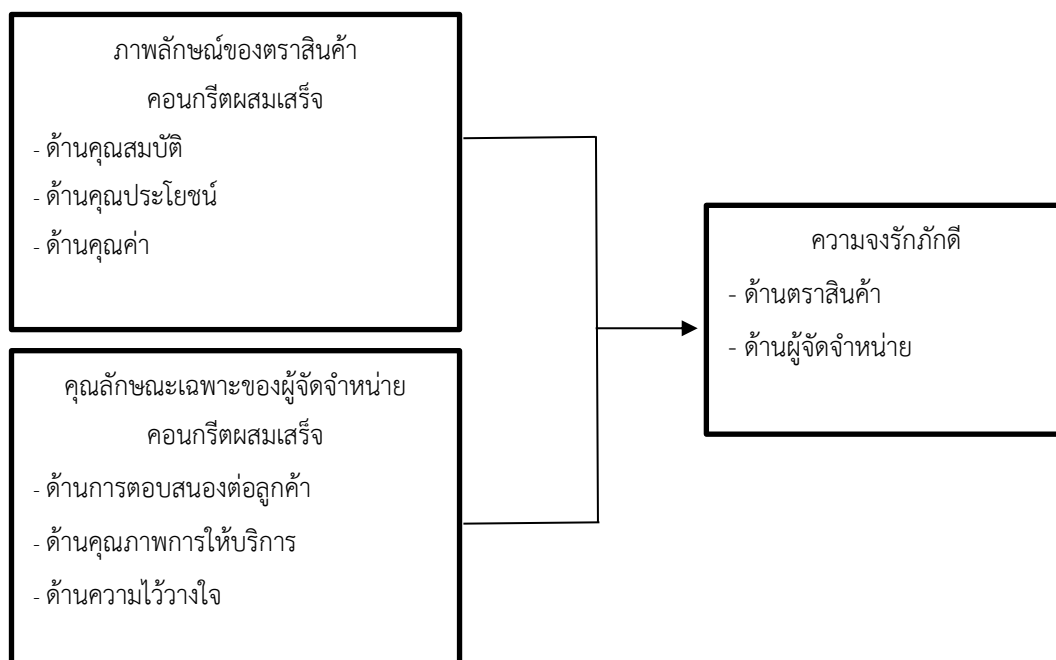 ภาพลักษณ์ของตราสินค้า
คอนกรีตผสมเสร็จ
- ด้านคุณสมบัติ
- ด้านคุณประโยชน์
- ด้านคุณค่า
คุณลักษณะเฉพาะของผู้จัดจำหน่าย
คอนกรีตผสมเสร็จ
- ด้านการตอบสนองต่อลูกค้า
- ด้านคุณภาพการให้บริการ
- ด้านความไว้วางใจ
ความจงรักภักดี
- ด้านตราสินค้า
- ด้านผู้จัดจำหน่าย